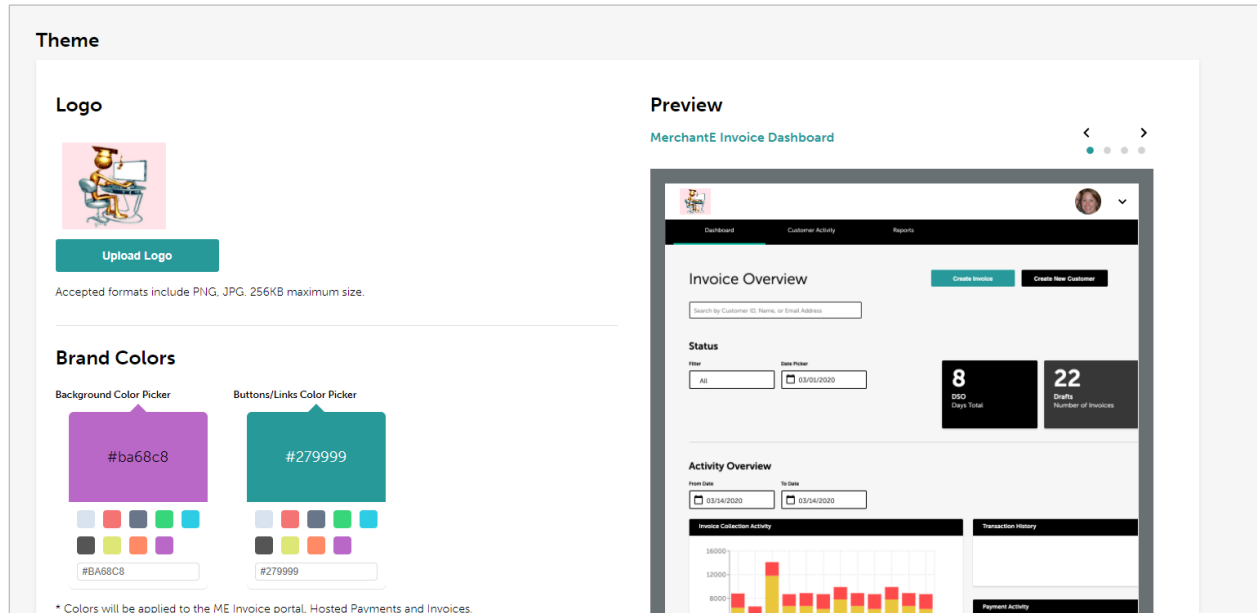 Theme
Logo
Upload Logo
Accepted formats include PNG, JPG. 256KB maximum size.
Brand Colors
Background Color Picker
Buttons/Links Color Picker
#ba68c8
#279999
#BA68C8
#279999
* Colors will be applied to the ME Invoice portal, Hosted Payments and Invoices.
Preview
MerchantE Invoice Dashboard
Dashboard
Customer Activity
Reports
Invoice Overview
Create Invoice
Create New Customer
Search by Customer ID, Name, or Email Address
Status
Filter
Date Picker
All
03/01/2020
8
DSO
Days Total
22
Drafts
Number of Invoices
Activity Overview
From Date
To Date
03/14/2020
03/14/2020
Invoice Collection Activity
Transaction History
16000
12000
8000
Payment Activity